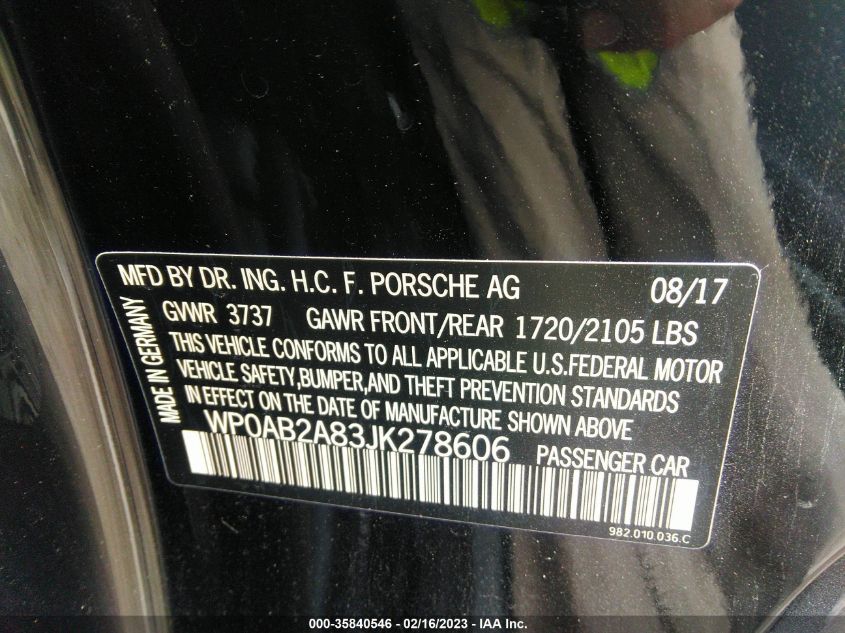 MFD BY DR. ING. H.C. F. PORSCHE AG 08/17
GVWR 3737 GAWR FRONT/REAR 1720/2105 LBS
THIS VEHICLE CONFORMS TO ALL APPLICABLE U.S.FEDERAL MOTOR
VEHICLE SAFETY,BUMPER,AND THEFT PREVENTION STANDARDS
IN EFFECT ON THE DATE OF MANUFACTURE SHOWN ABOVE
MADE IN GERMANY
WP0AB2A83JK278606 PASSENGER CAR
982.010.036.C
000-35840546 - 02/16/2023 - © IAA Inc.